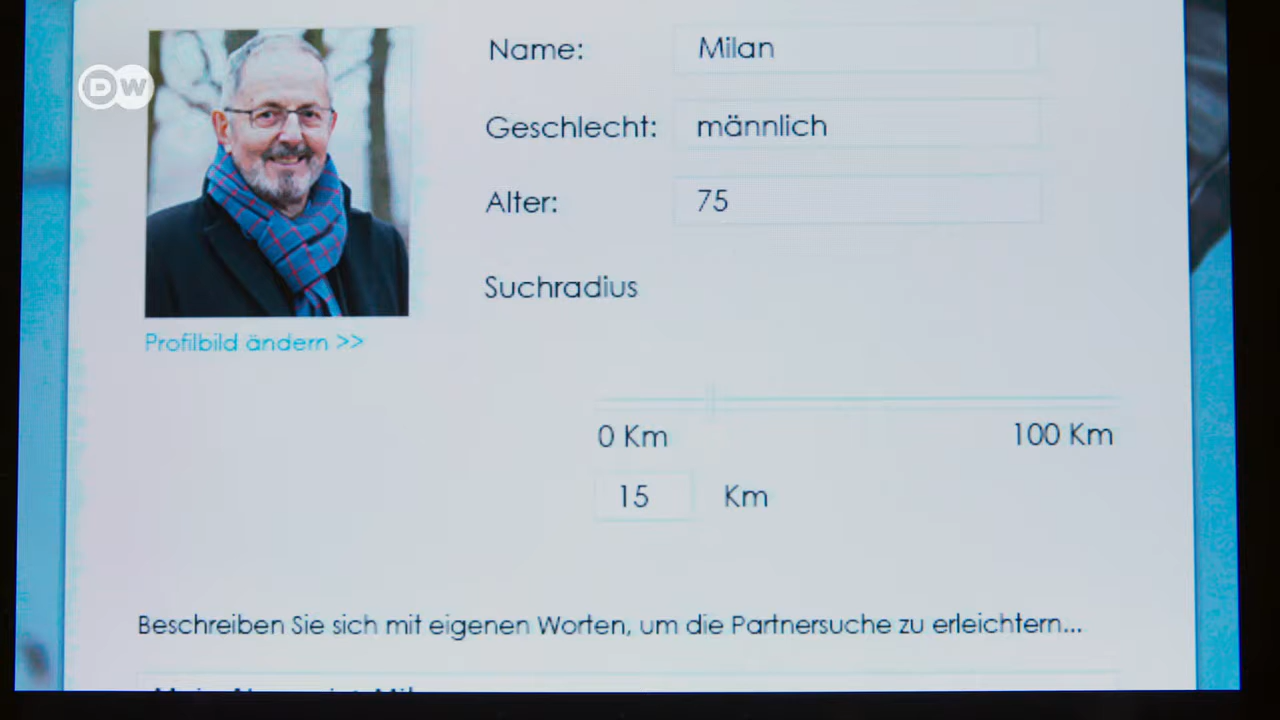 DW
Name: Milan
Geschlecht: männlich
Alter: 75
Suchradius
Profilbild ändern >>
0 Km 100 Km
15 Km
Beschreiben Sie sich mit eigenen Worten, um die Partnersuche zu erleichtern...